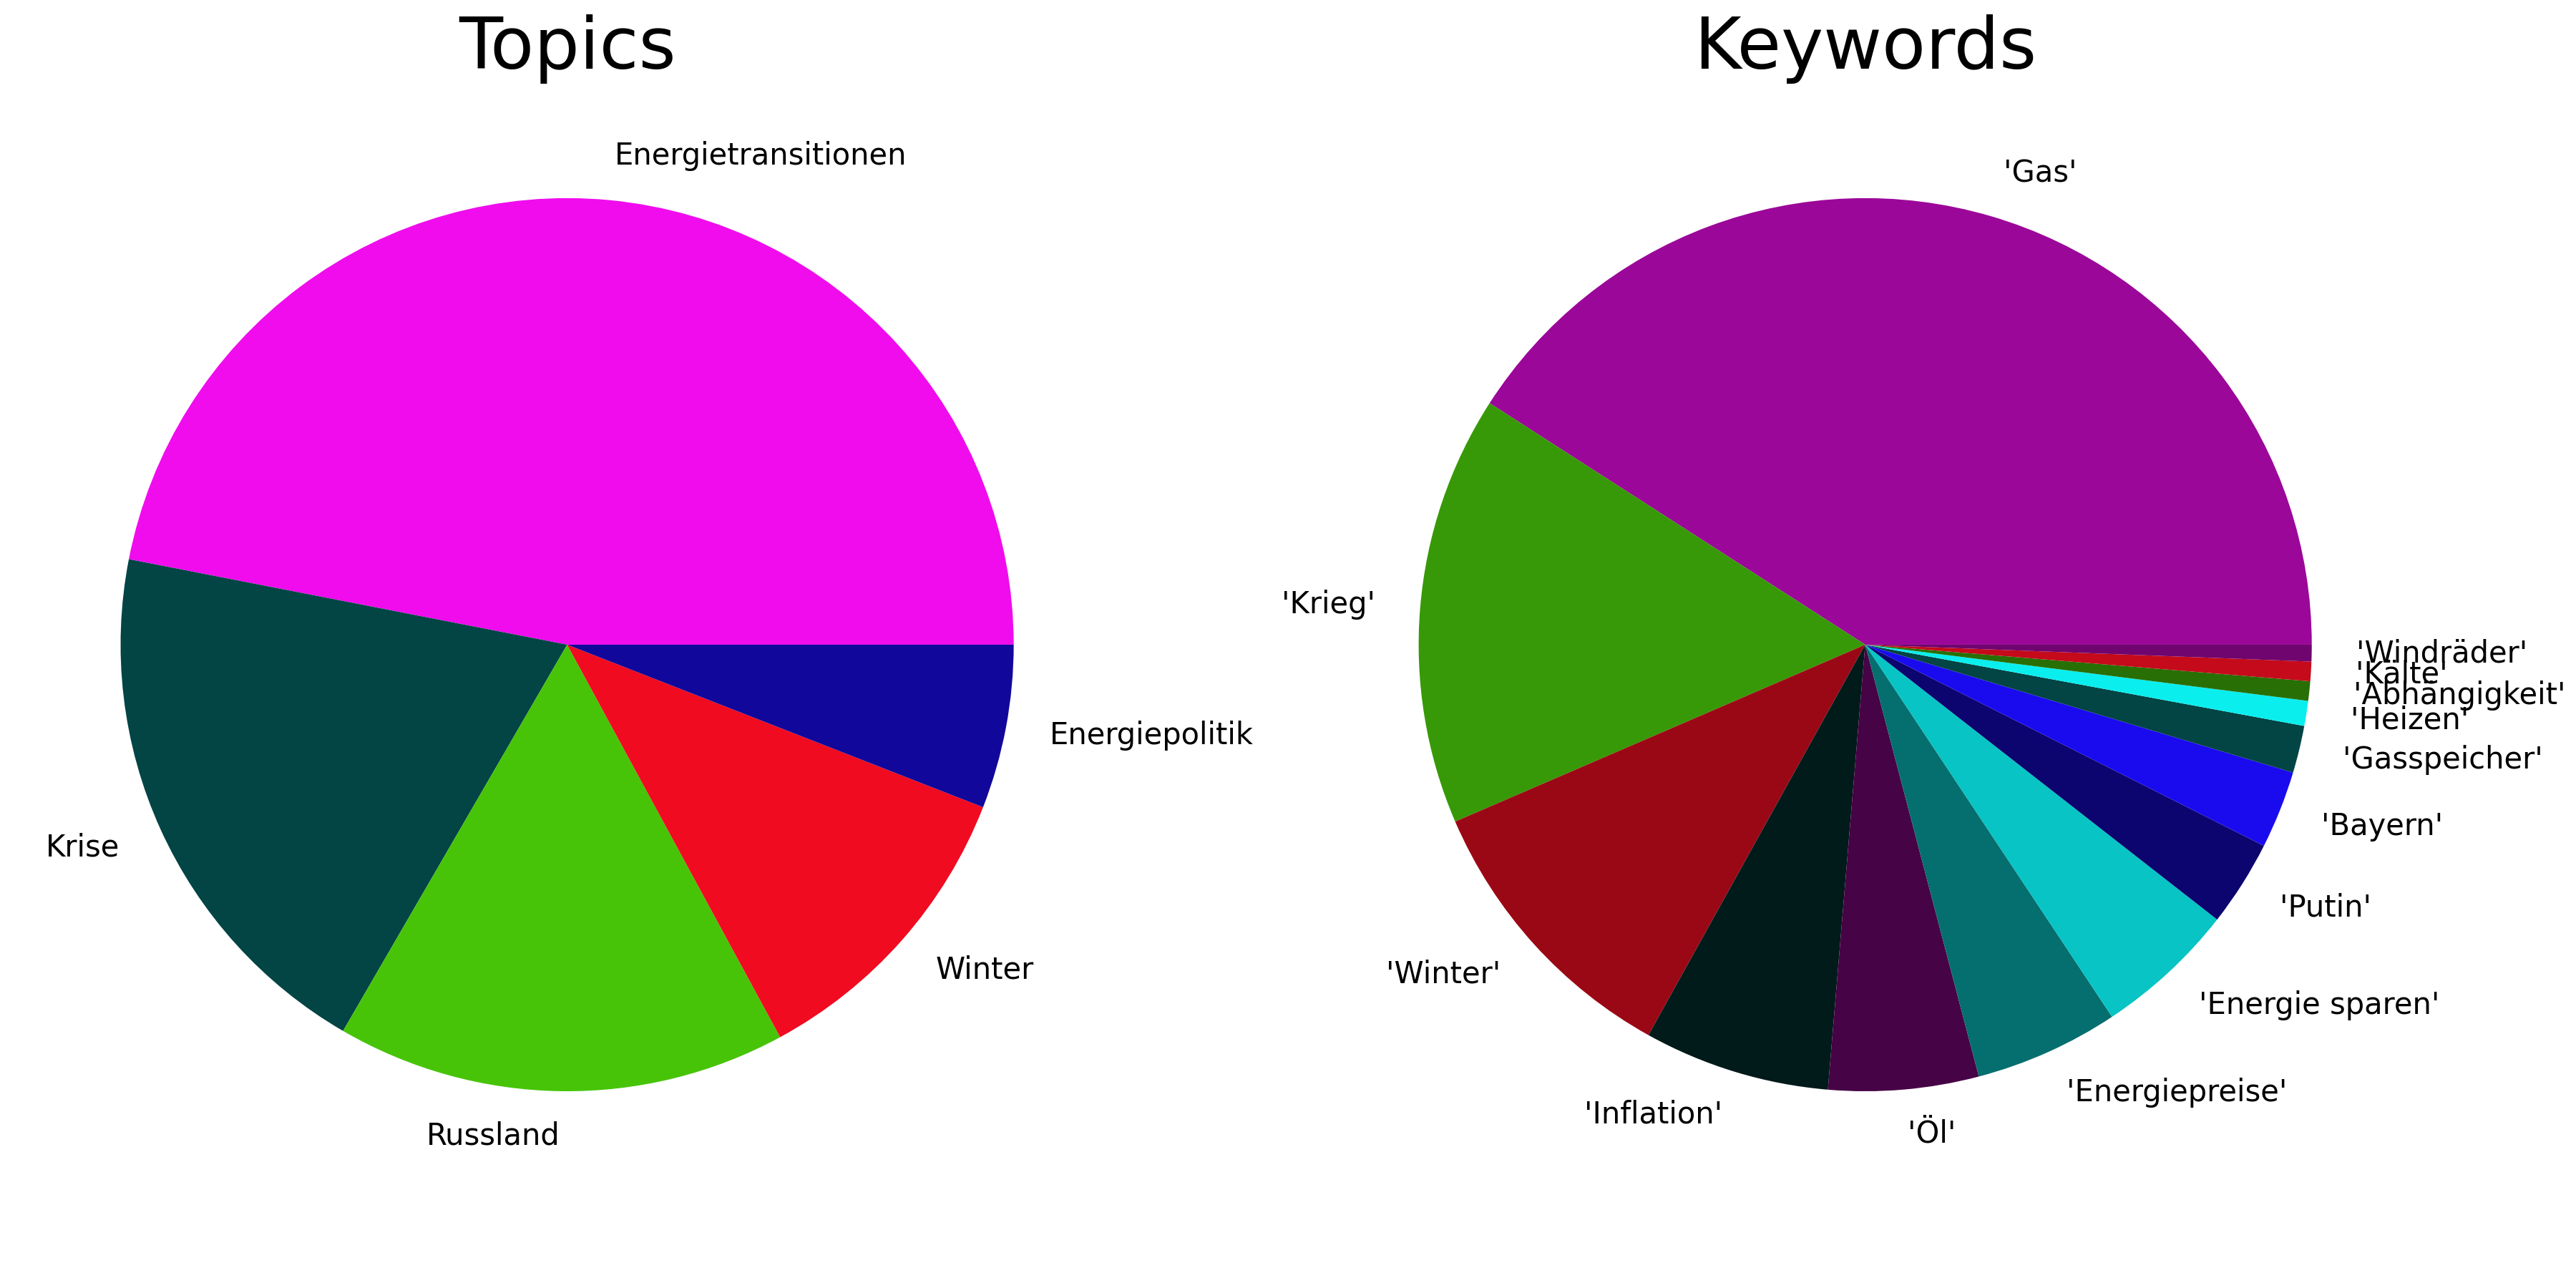 Topics
Energietransitionen
Krise
Russland
Winter
Energiepolitik
Keywords
'Gas'
'Krieg'
'Winter'
'Inflation'
'Öl'
'Energiepreise'
'Energie sparen'
'Putin'
'Bayern'
'Gasspeicher'
'Heizen'
'Abhängigkeit'
'Kälte'
'Windräder'